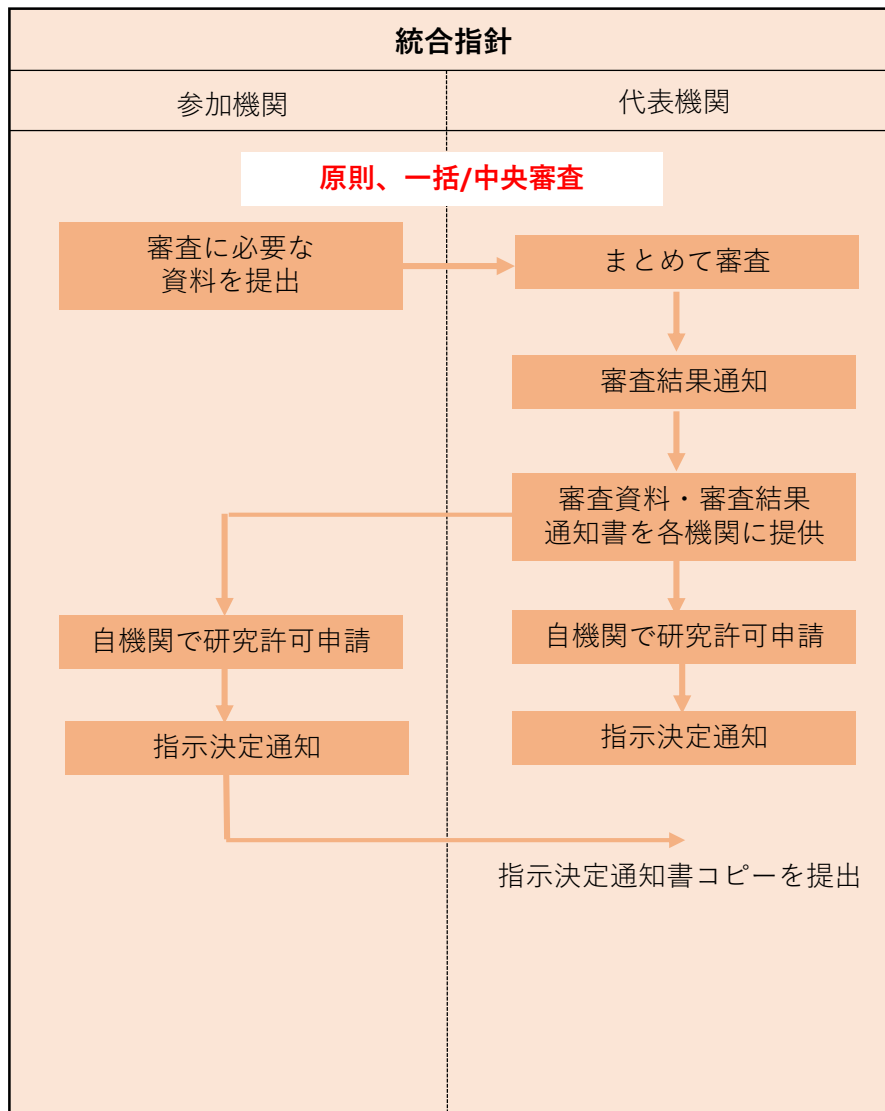 統合指針
参加機関
代表機関
原則、一括/中央審査
審査に必要な
資料を提出
まとめて審査
審査結果通知
審査資料・審査結果
通知書を各機関に提供
自機関で研究許可申請
自機関で研究許可申請
指示決定通知
指示決定通知
指示決定通知書コピーを提出